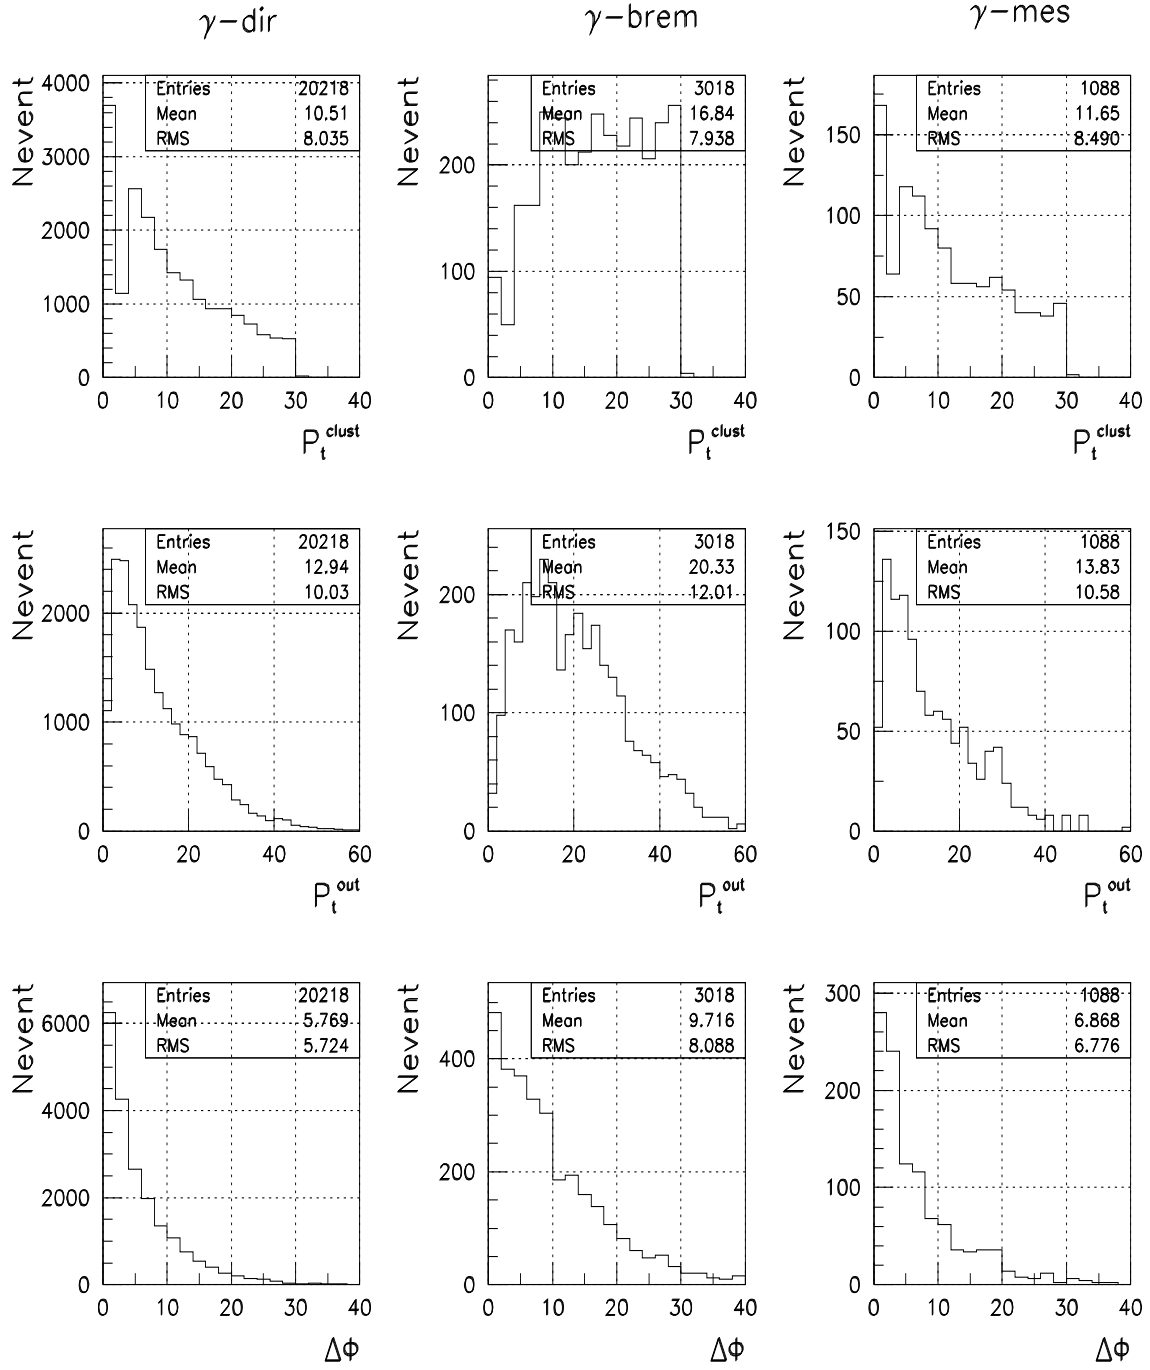 γ-dir γ-brem γ-mes
Nevent
4000
3000
2000
1000
0
Entries 20218
Mean 10.51
RMS 8.035
0 10 20 30 40
P_t^clust
Nevent
200
100
0
Entries 3018
Mean 16.84
RMS 7.938
0 10 20 30 40
P_t^clust
Nevent
150
100
50
0
Entries 1088
Mean 11.65
RMS 8.490
0 10 20 30 40
P_t^clust
Nevent
2000
1000
0
Entries 20218
Mean 12.94
RMS 10.03
0 20 40 60
P_t^out
Nevent
200
100
0
Entries 3018
Mean 20.33
RMS 12.01
0 20 40 60
P_t^out
Nevent
150
100
50
0
Entries 1088
Mean 13.83
RMS 10.58
0 20 40 60
P_t^out
Nevent
6000
4000
2000
0
Entries 20218
Mean 5.769
RMS 5.724
0 10 20 30 40
Δϕ
Nevent
400
200
0
Entries 3018
Mean 9.716
RMS 8.088
0 10 20 30 40
Δϕ
Nevent
300
200
100
0
Entries 1088
Mean 6.868
RMS 6.776
0 10 20 30 40
Δϕ